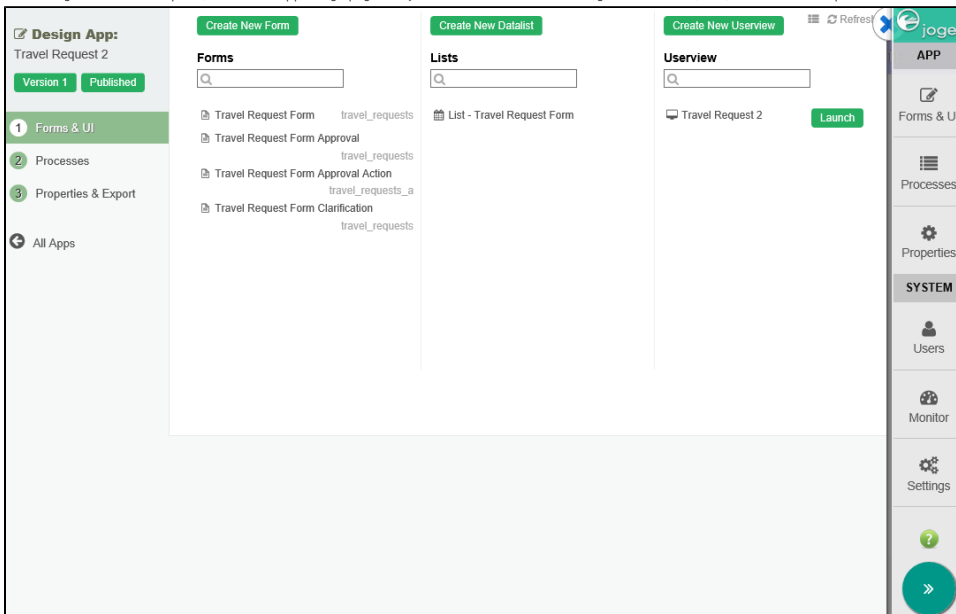 Design App:
Travel Request 2
Version 1 Published
1 Forms & UI
2 Processes
3 Properties & Export
All Apps
Create New Form
Forms
Travel Request Form travel_requests
Travel Request Form Approval
travel_requests
Travel Request Form Approval Action
travel_requests_a
Travel Request Form Clarification
travel_requests
Create New Datalist
Lists
List - Travel Request Form
Create New Userview
Refres
Userview
Travel Request 2 Launch
joge
APP
Forms & U
Processes
Properties
SYSTEM
Users
Monitor
Settings
?